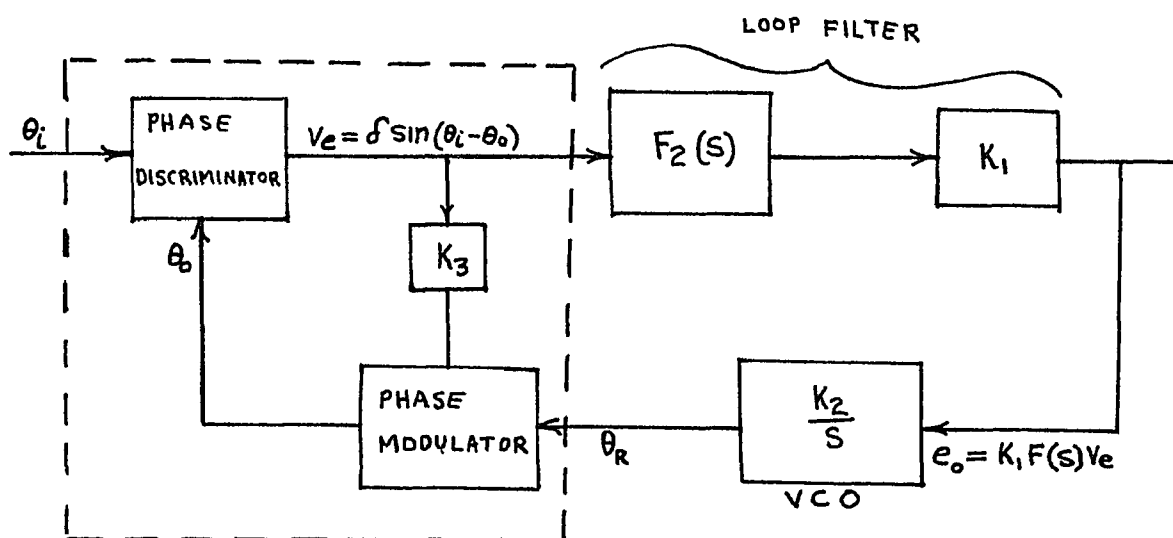 LOOP FILTER
θi
PHASE
DISCRIMINATOR
Ve = δ sin(θi-θo)
F2(S)
K1
θo
K3
PHASE
MODULATOR
θR
K2
S
VCO
eo = K1 F(S) Ve